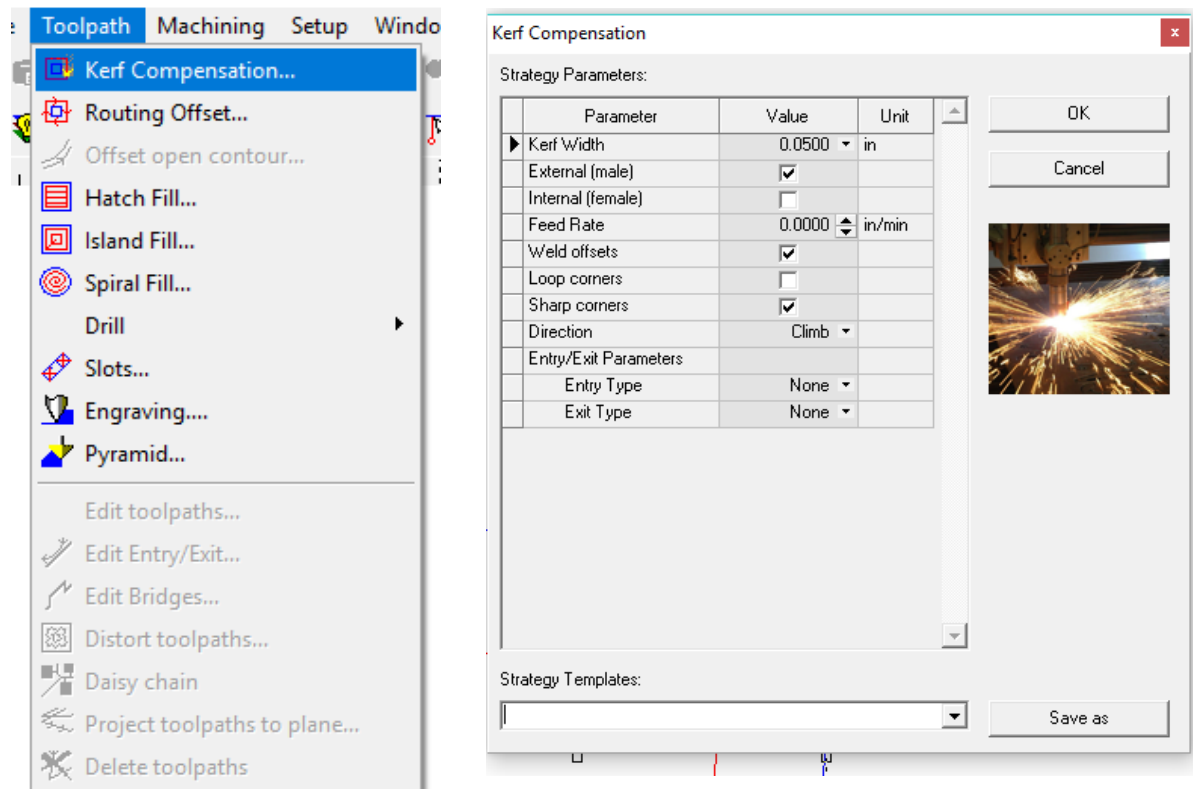 Toolpath Machining Setup Windo
Kerf Compensation...
Routing Offset...
Offset open contour...
Hatch Fill...
Island Fill...
Spiral Fill...
Drill
Slots...
Engraving....
Pyramid...
Edit toolpaths...
Edit Entry/Exit...
Edit Bridges...
Distort toolpaths...
Daisy chain
Project toolpaths to plane...
Delete toolpaths
Kerf Compensation x
Strategy Parameters:
Parameter Value Unit
Kerf Width 0.0500 in
External (male)
Internal (female)
Feed Rate 0.0000 in/min
Weld offsets
Loop corners
Sharp corners
Direction Climb
Entry/Exit Parameters
Entry Type None
Exit Type None
OK
Cancel
Strategy Templates:
Save as